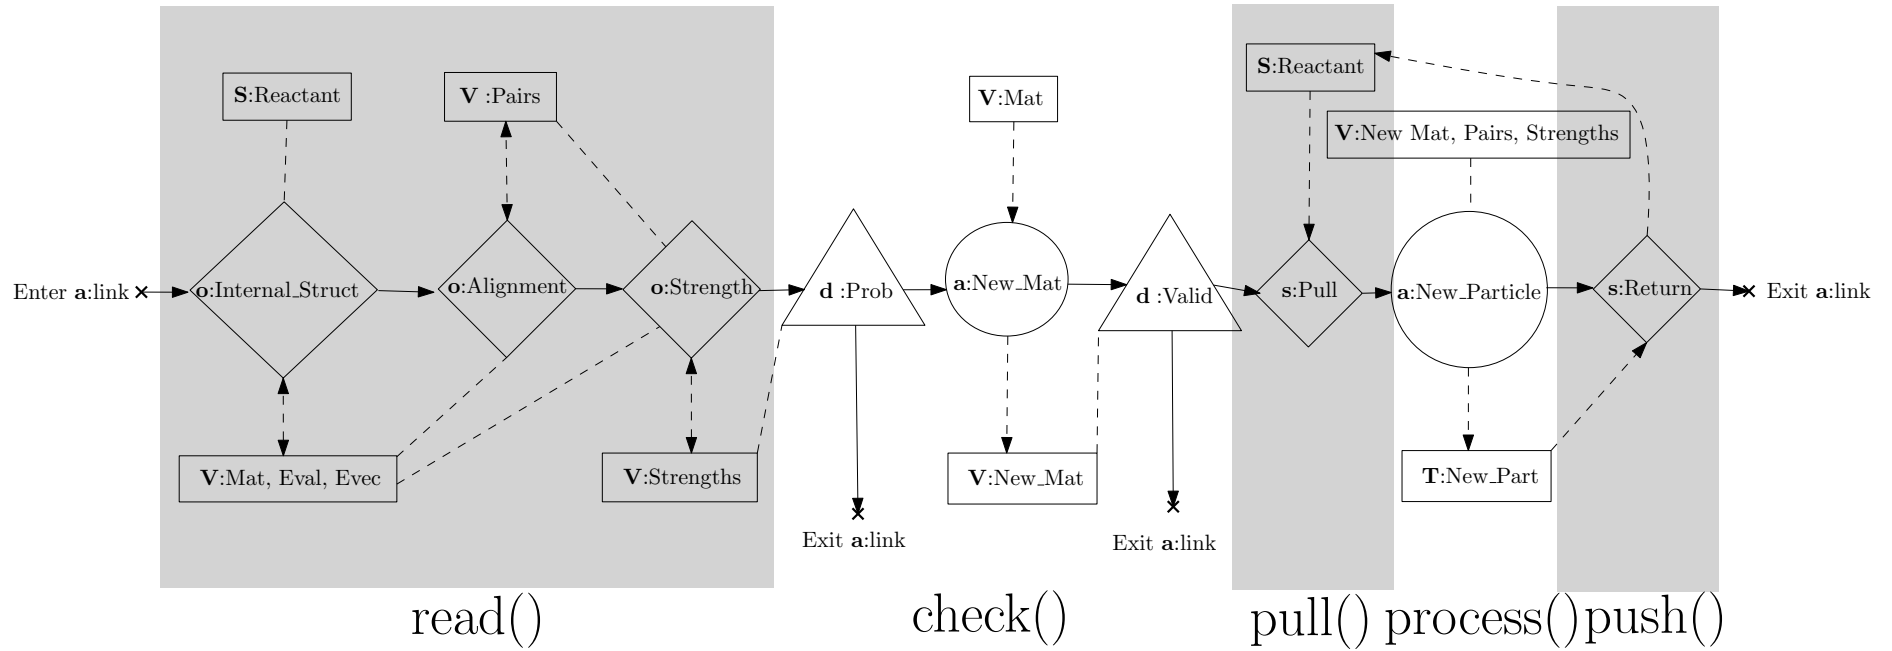 S:Reactant
V :Pairs
V:Mat
S:Reactant
V:New Mat, Pairs, Strengths
Enter a:link
o:Internal_Struct
o:Alignment
o:Strength
d :Prob
a:New_Mat
d :Valid
s:Pull
a:New_Particle
s:Return
Exit a:link
V:Mat, Eval, Evec
V:Strengths
V:New_Mat
T:New_Part
Exit a:link
Exit a:link
read()
check()
pull()
process()
push()